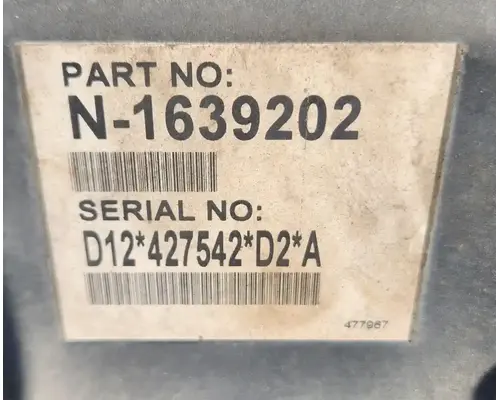 PART NO:
N-1639202
SERIAL NO:
D12*427542*D2*A
477967